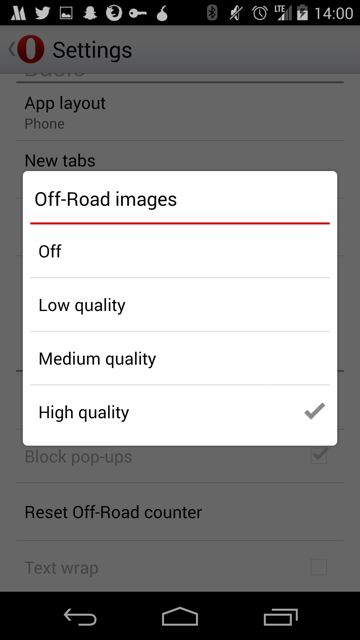 LTE 14:00
Settings
Basic
App layout
Phone
New tabs
Off-Road images
Off
Low quality
Medium quality
High quality
Block pop-ups
Reset Off-Road counter
Text wrap